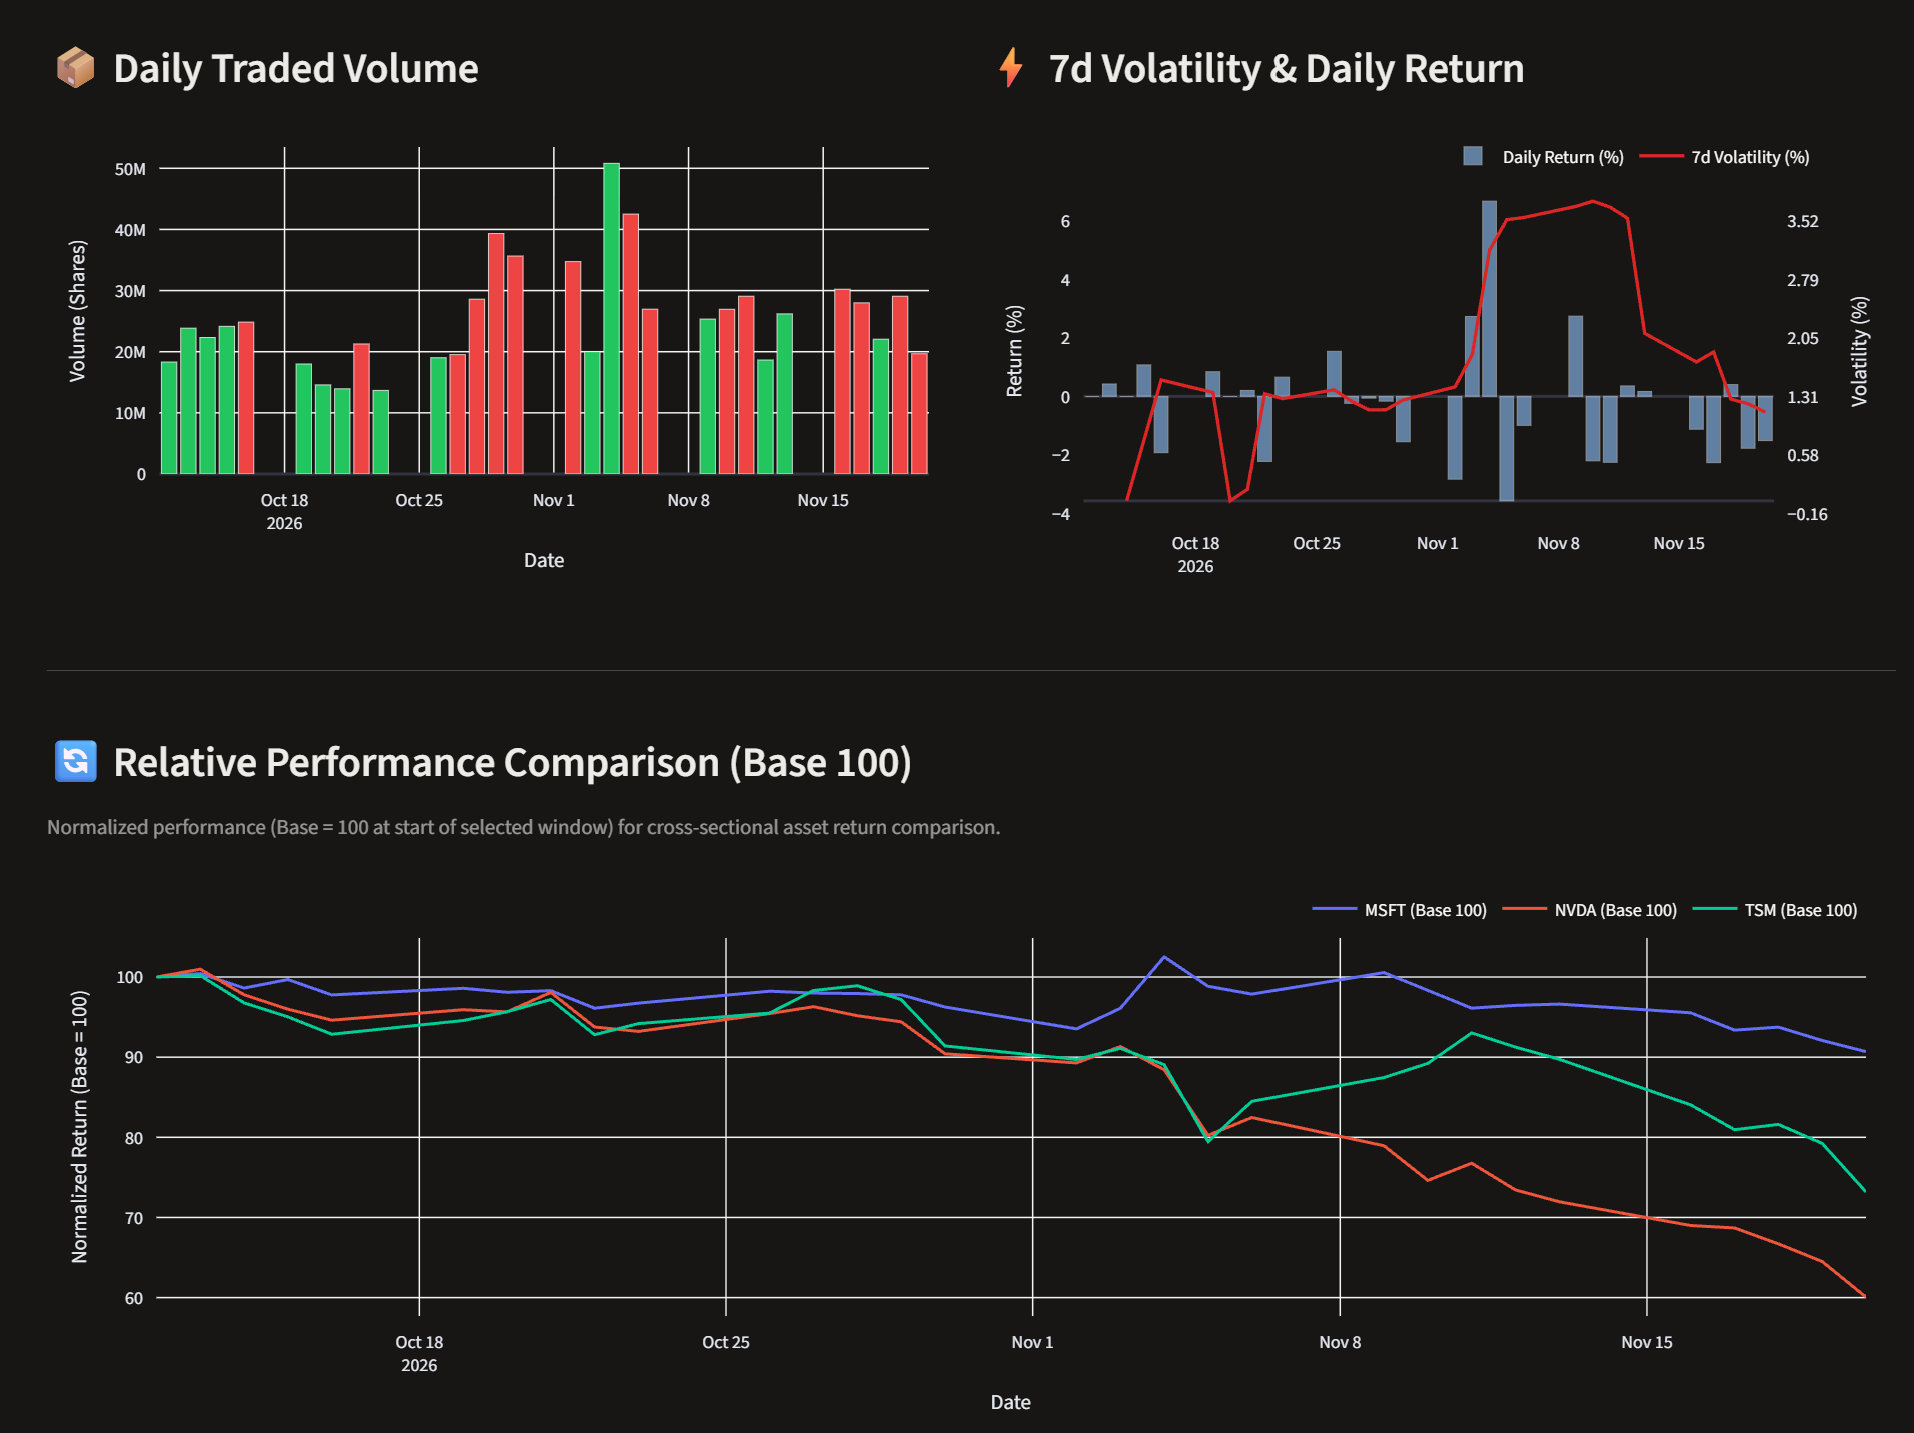 Daily Traded Volume
50M
40M
30M
20M
10M
0
Volume (Shares)
Oct 18
2026
Oct 25
Nov 1
Nov 8
Nov 15
Date
7d Volatility & Daily Return
Daily Return (%)
7d Volatility (%)
6
4
2
0
−2
−4
Return (%)
3.52
2.79
2.05
1.31
0.58
−0.16
Volatility (%)
Oct 18
2026
Oct 25
Nov 1
Nov 8
Nov 15
Relative Performance Comparison (Base 100)
Normalized performance (Base = 100 at start of selected window) for cross-sectional asset return comparison.
MSFT (Base 100)
NVDA (Base 100)
TSM (Base 100)
100
90
80
70
60
Normalized Return (Base = 100)
Oct 18
2026
Oct 25
Nov 1
Nov 8
Nov 15
Date